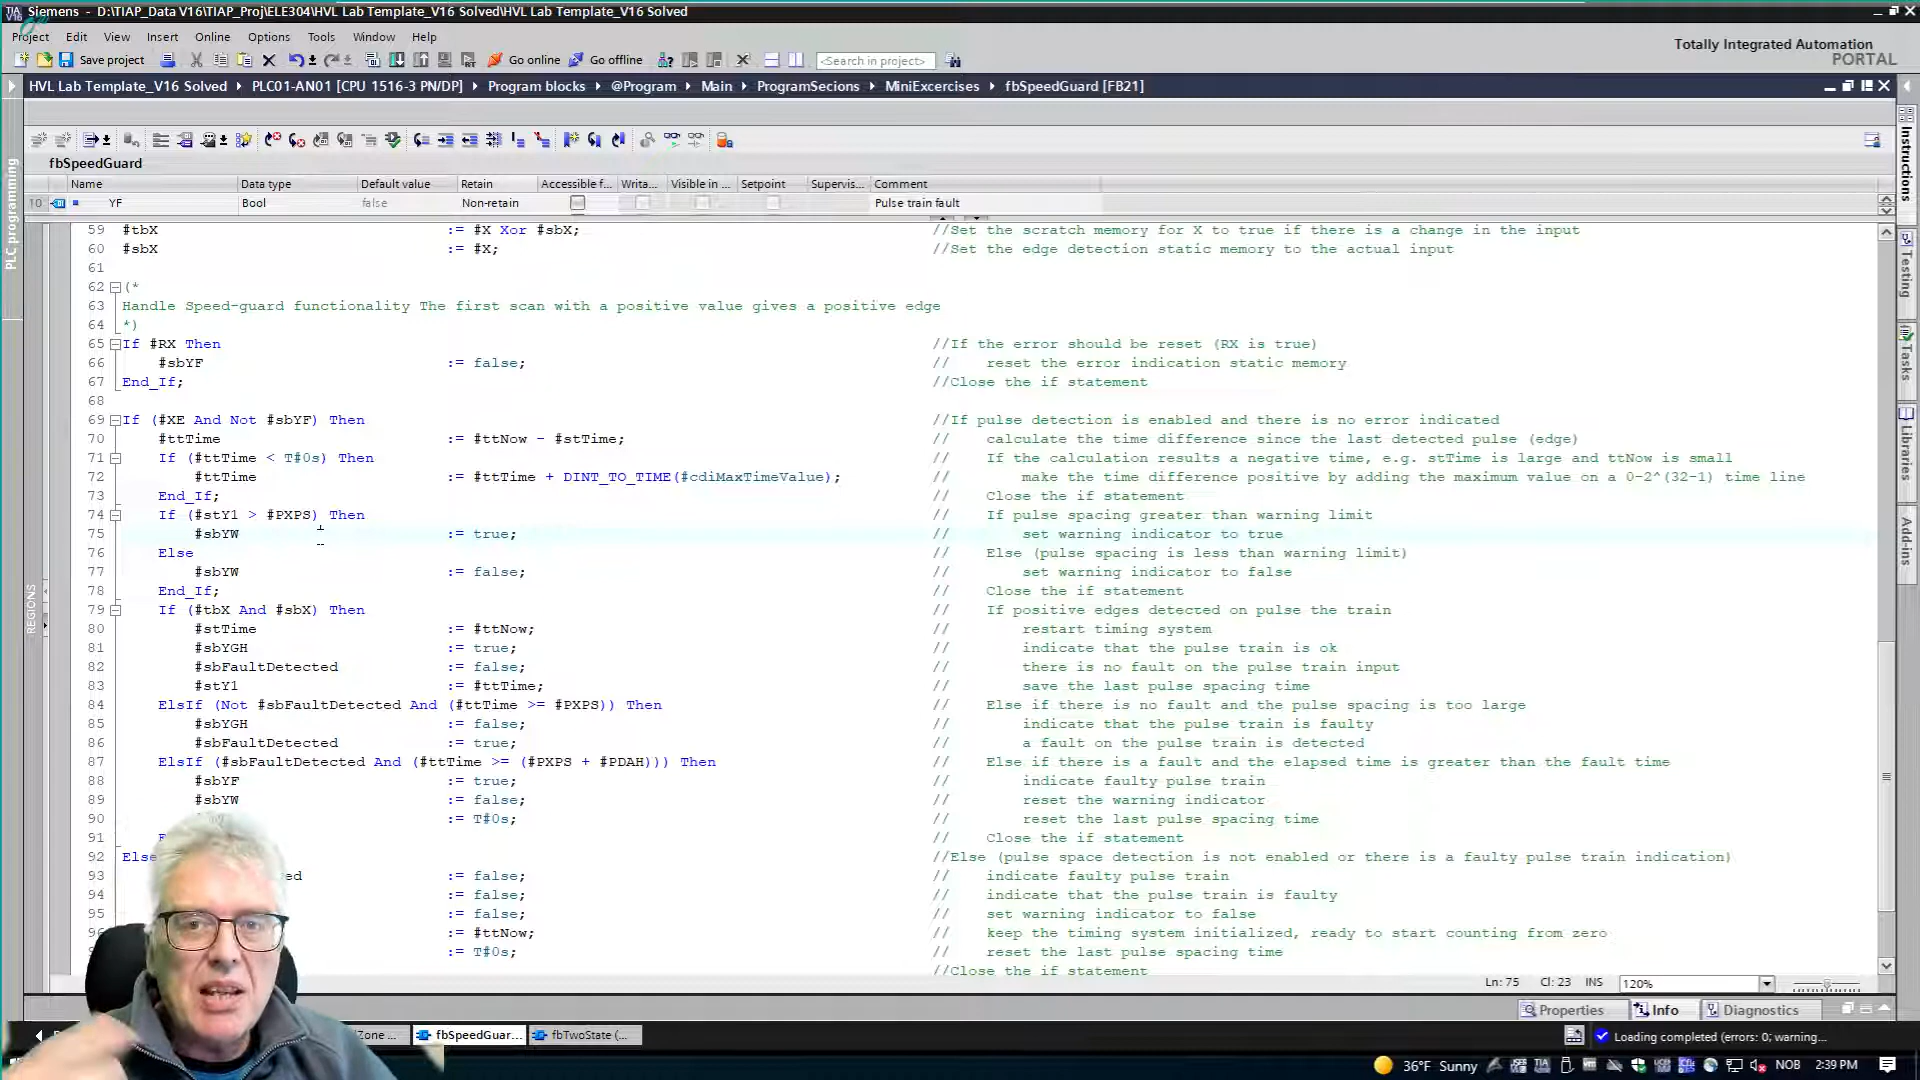 Siemens - D:\TIAP_Data V16\TIAP_Proj\ELE304\HVL Lab Template_V16 Solved\HVL Lab Template_V16 Solved
Project Edit View Insert Online Options Tools Window Help
Totally Integrated Automation
PORTAL
Save project Go online Go offline <Search in project>
HVL Lab Template_V16 Solved PLC01-AN01 [CPU 1516-3 PN/DP] Program blocks @Program Main ProgramSecions MiniExcercises fbSpeedGuard [FB21]
fbSpeedGuard
Name Data type Default value Retain Accessible f... Writa... Visible in ... Setpoint Supervis... Comment
10 YF Bool false Non-retain Pulse train fault
59 #tbX := #X Xor #sbX; //Set the scratch memory for X to true if there is a change in the input
60 #sbX := #X; //Set the edge detection static memory to the actual input
61
62 (*
63 Handle Speed-guard functionality The first scan with a positive value gives a positive edge
64 *)
65 If #RX Then //If the error should be reset (RX is true)
66 #sbYF := false; // reset the error indication static memory
67 End_If; //Close the if statement
68
69 If (#XE And Not #sbYF) Then //If pulse detection is enabled and there is no error indicated
70 #ttTime := #ttNow - #stTime; // calculate the time difference since the last detected pulse (edge)
71 If (#ttTime < T#0s) Then // If the calculation results a negative time, e.g. stTime is large and ttNow is small
72 #ttTime := #ttTime + DINT_TO_TIME(#cdiMaxTimeValue); // make the time difference positive by adding the maximum value on a 0-2^(32-1) time line
73 End_If; // Close the if statement
74 If (#stY1 > #PXPS) Then // If pulse spacing greater than warning limit
75 #sbYW := true; // set warning indicator to true
76 Else // Else (pulse spacing is less than warning limit)
77 #sbYW := false; // set warning indicator to false
78 End_If; // Close the if statement
79 If (#tbX And #sbX) Then // If positive edges detected on pulse the train
80 #stTime := #ttNow; // restart timing system
81 #sbYGH := true; // indicate that the pulse train is ok
82 #sbFaultDetected := false; // there is no fault on the pulse train input
83 #stY1 := #ttTime; // save the last pulse spacing time
84 ElsIf (Not #sbFaultDetected And (#ttTime >= #PXPS)) Then // Else if there is no fault and the pulse spacing is too large
85 #sbYGH := false; // indicate that the pulse train is faulty
86 #sbFaultDetected := true; // a fault on the pulse train is detected
87 ElsIf (#sbFaultDetected And (#ttTime >= (#PXPS + #PDAH))) Then // Else if there is a fault and the elapsed time is greater than the fault time
88 #sbYF := true; // indicate faulty pulse train
89 #sbYW := false; // reset the warning indicator
90 := T#0s; // reset the last pulse spacing time
91 // Close the if statement
92 Else //Else (pulse space detection is not enabled or there is a faulty pulse train indication)
93 ed := false; // indicate faulty pulse train
94 := false; // indicate that the pulse train is faulty
95 := false; // set warning indicator to false
96 := #ttNow; // keep the timing system initialized, ready to start counting from zero
:= T#0s; // reset the last pulse spacing time
//Close the if statement
Ln: 75 Cl: 23 INS 120%
Properties Info Diagnostics
Zone ... fbSpeedGuar... fbTwoState (...
Loading completed (errors: 0; warning...
36°F Sunny NOB 2:39 PM
PLC programming
REGIONS
Instructions
Testing
Tasks
Libraries
Add-ins